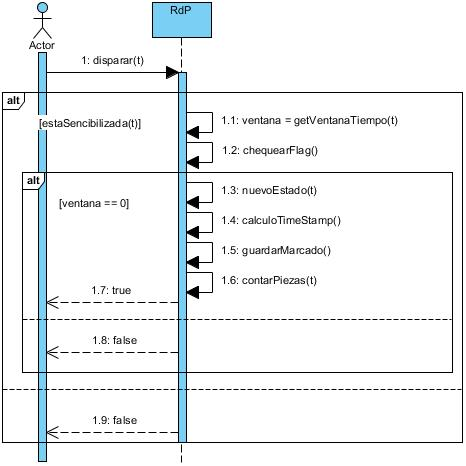 RdP
Actor
1: disparar(t)
alt
[estaSencibilizada(t)]
1.1: ventana = getVentanaTiempo(t)
1.2: chequearFlag()
alt
[ventana == 0]
1.3: nuevoEstado(t)
1.4: calculoTimeStamp()
1.5: guardarMarcado()
1.6: contarPiezas(t)
1.7: true
1.8: false
1.9: false